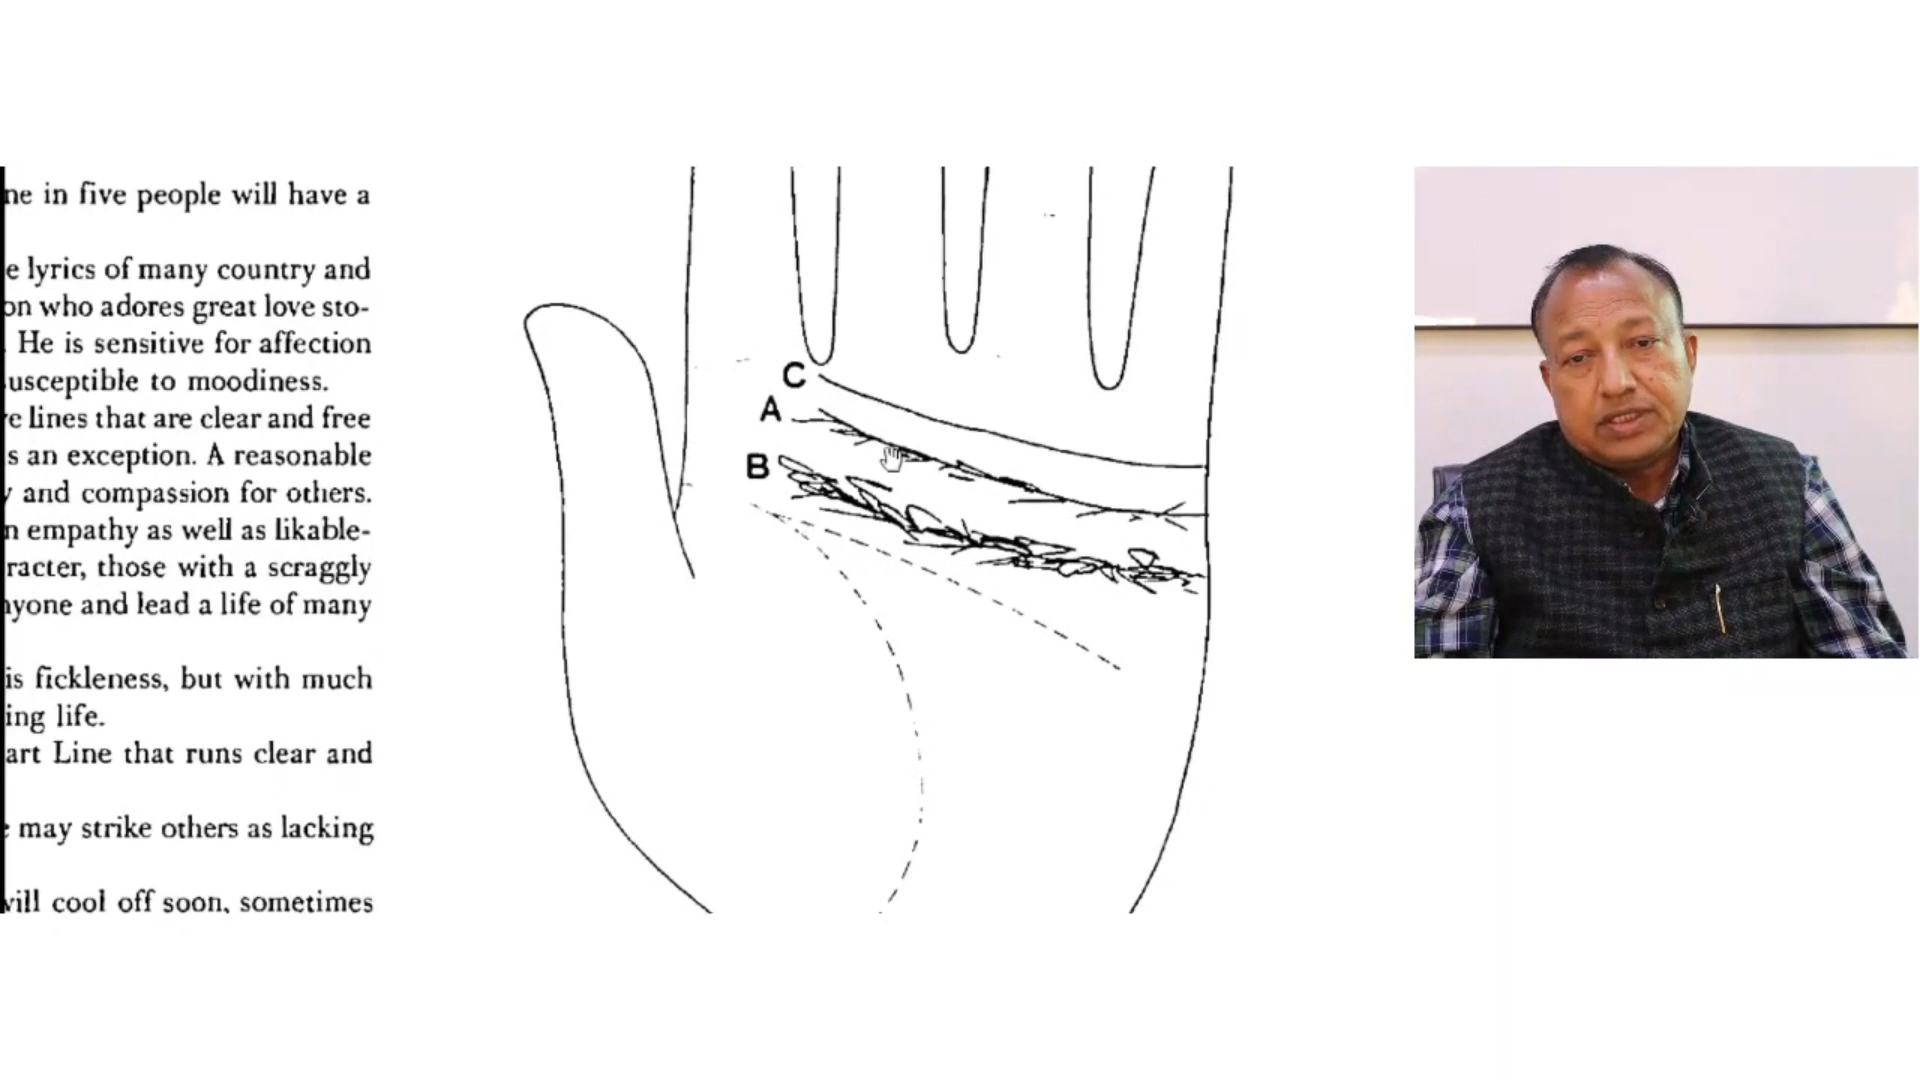 ne in five people will have a
e lyrics of many country and
on who adores great love sto-
He is sensitive for affection
usceptible to moodiness.
e lines that are clear and free
s an exception. A reasonable
and compassion for others.
n empathy as well as likable-
racter, those with a scraggly
nyone and lead a life of many
is fickleness, but with much
ing life.
art Line that runs clear and
may strike others as lacking
will cool off soon, sometimes
C
A
B